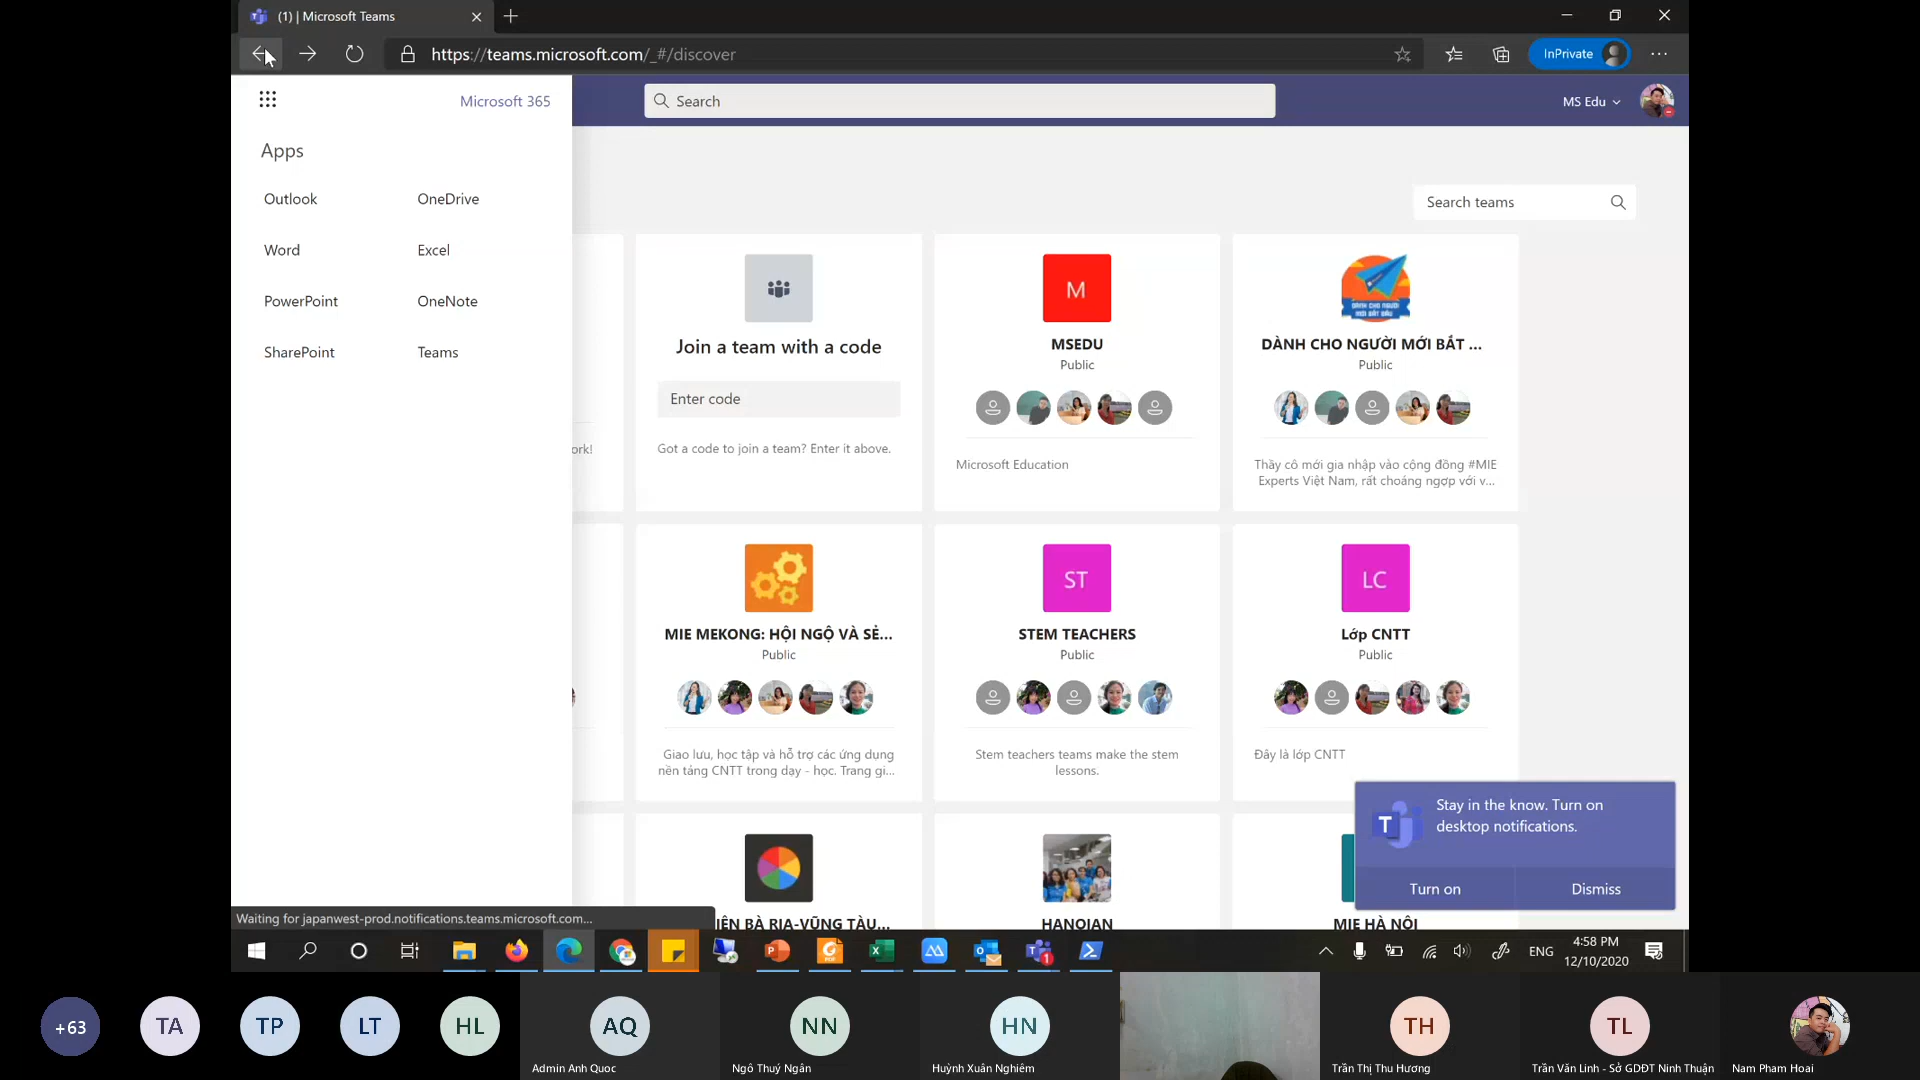 (1) | Microsoft Teams
https://teams.microsoft.com/_#/discover
InPrivate
Microsoft 365
Search
MS Edu
Apps
Outlook
OneDrive
Word
Excel
PowerPoint
OneNote
SharePoint
Teams
Search teams
ork!
Join a team with a code
Enter code
Got a code to join a team? Enter it above.
M
MSEDU
Public
Microsoft Education
DÀNH CHO NGƯỜI
MỚI BẮT ĐẦU
DÀNH CHO NGƯỜI MỚI BẮT ...
Public
Thầy cô mới gia nhập vào cộng đồng #MIE
Experts Việt Nam, rất choáng ngợp với v...
MIE MEKONG: HỘI NGỘ VÀ SẺ...
Public
Giao lưu, học tập và hỗ trợ các ứng dụng
nền tảng CNTT trong dạy - học. Trang gi...
ST
STEM TEACHERS
Public
Stem teachers teams make the stem
lessons.
LC
Lớp CNTT
Public
Đây là lớp CNTT
IỆN BÀ RỊA-VŨNG TÀU...
HANOIAN
MIE HÀ NỘI
T
Stay in the know. Turn on
desktop notifications.
Turn on
Dismiss
Waiting for japanwest-prod.notifications.teams.microsoft.com...
ENG
4:58 PM
12/10/2020
+63
TA
TP
LT
HL
AQ
Admin Anh Quoc
NN
Ngô Thuý Ngân
HN
Huỳnh Xuân Nghiêm
TH
Trần Thị Thu Hương
TL
Trần Văn Linh - Sở GDĐT Ninh Thuận
Nam Pham Hoai